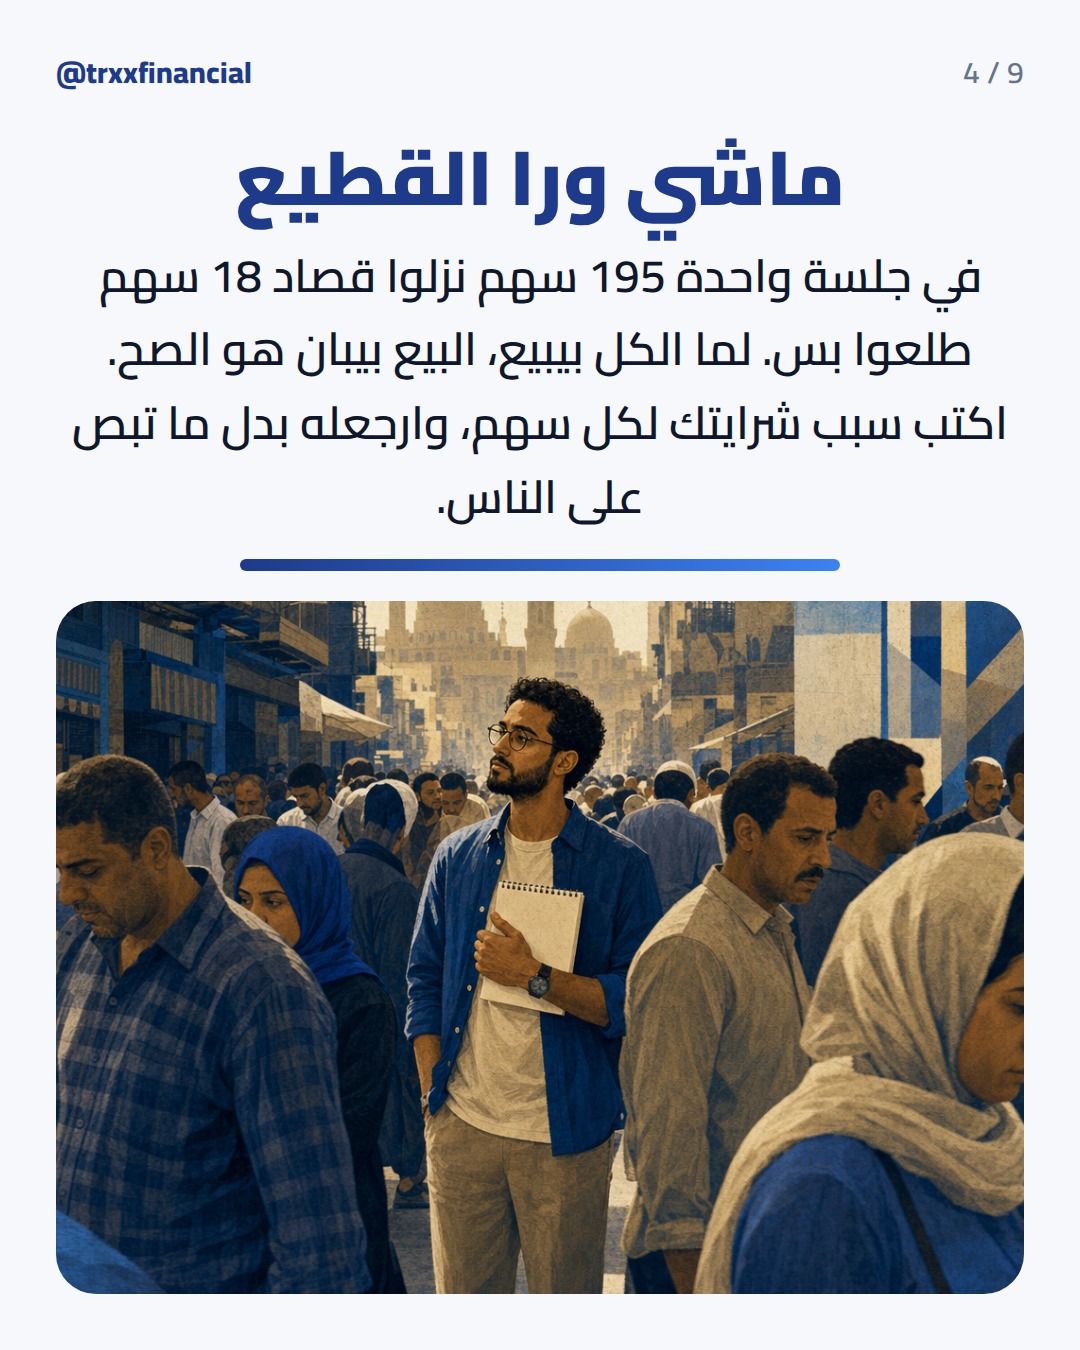 @trxxfinancial
4 / 9
ماشي ورا القطيع
في جلسة واحدة 195 سهم نزلوا قصاد 18 سهم
طلعوا بس. لما الكل بيبيع، البيع بيبان هو الصح.
اكتب سبب شرايتك لكل سهم، وارجعله بدل ما تبص
على الناس.